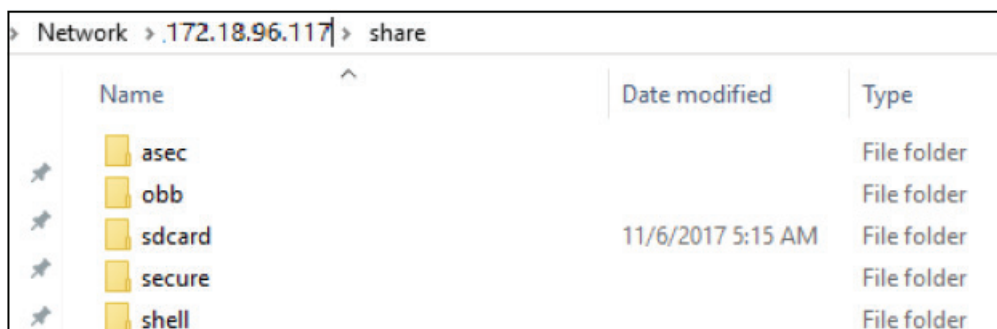 Network > 172.18.96.117 > share
Name Date modified Type
asec File folder
obb File folder
sdcard 11/6/2017 5:15 AM File folder
secure File folder
shell File folder